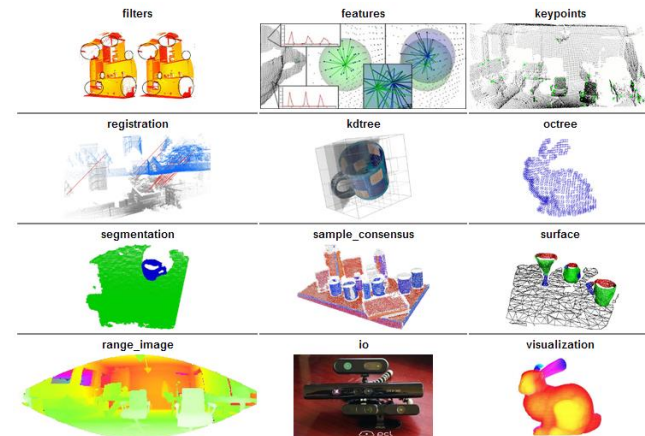 filters
features
keypoints
registration
kdtree
octree
segmentation
sample_consensus
surface
range_image
io
visualization